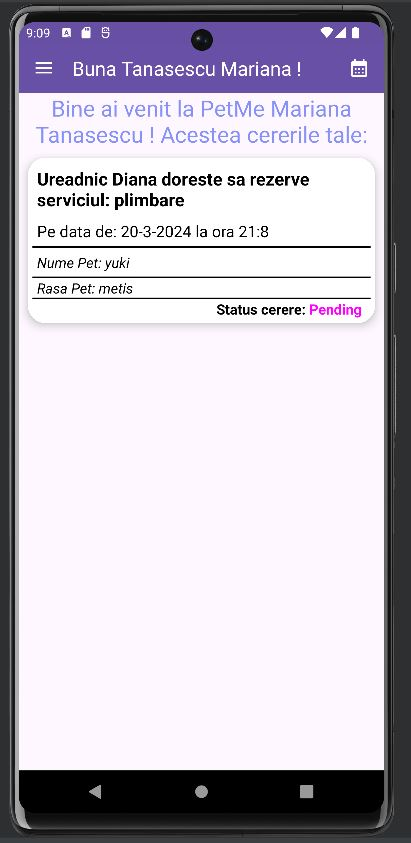 9:09
Buna Tanasescu Mariana !
Bine ai venit la PetMe Mariana
Tanasescu ! Acestea cererile tale:
Ureadnic Diana doreste sa rezerve
serviciul: plimbare
Pe data de: 20-3-2024 la ora 21:8
Nume Pet: yuki
Rasa Pet: metis
Status cerere: Pending